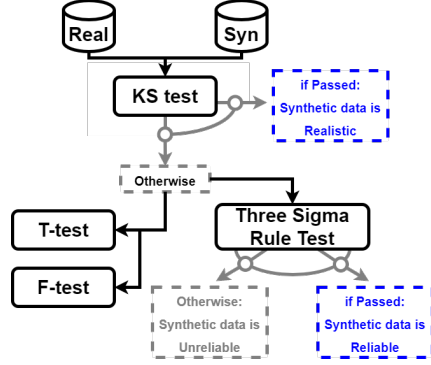 Real
Syn
KS test
if Passed:
Synthetic data is
Realistic
Otherwise
T-test
Three Sigma
Rule Test
F-test
Otherwise:
Synthetic data is
Unreliable
if Passed:
Synthetic data is
Reliable